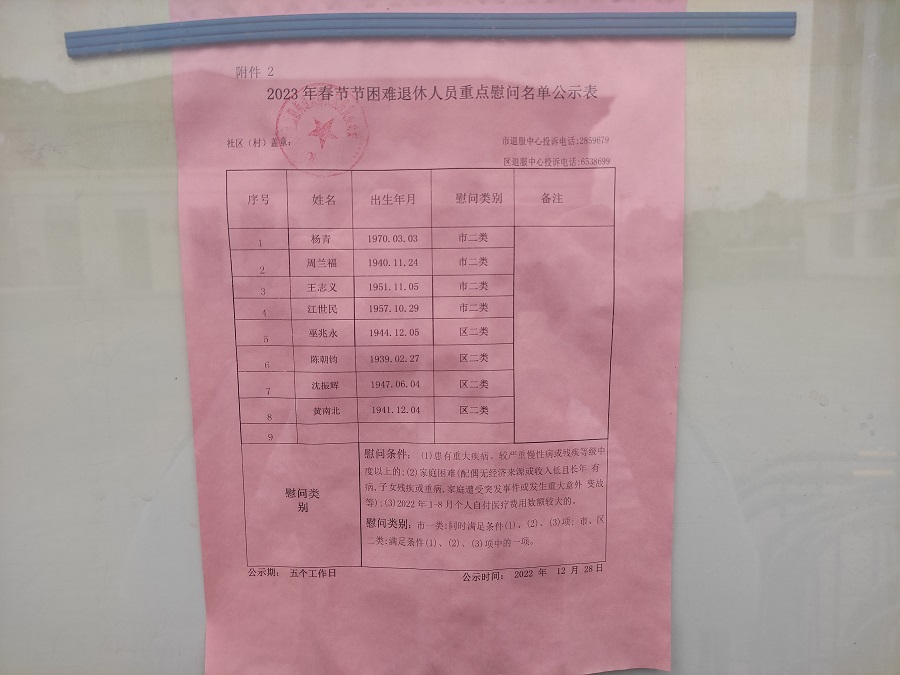 附件 2
2023 年春节节困难退休人员重点慰问名单公示表
社区（村）盖章：
市退服中心投诉电话:2859679
区退服中心投诉电话:6538699
序号 姓名 出生年月 慰问类别 备注
1 杨青 1970.03.03 市二类
2 周兰福 1940.11.24 市二类
3 王志义 1951.11.05 市二类
4 江世民 1957.10.29 市二类
5 巫兆永 1944.12.05 区二类
6 陈朝钧 1939.02.27 区二类
7 沈振辉 1947.06.04 区二类
8 黄南北 1941.12.04 区二类
9
慰问类
别
慰问条件： (1)患有重大疾病、较严重慢性病或残疾等级中
度以上的;(2)家庭困难(配偶无经济来源或收入低且长年 有
病,子女残疾或重病,家庭遭受突发事件或发生重大意外 变故
等);(3)2022 年 1-8 月个人自付医疗费用数额较大的。
慰问类别：市一类:同时满足条件(1)、(2)、(3)项; 市、区
二类:满足条件(1)、(2)、(3)项中的一项。
公示期： 五个工作日
公示时间： 2022 年 12 月 28日